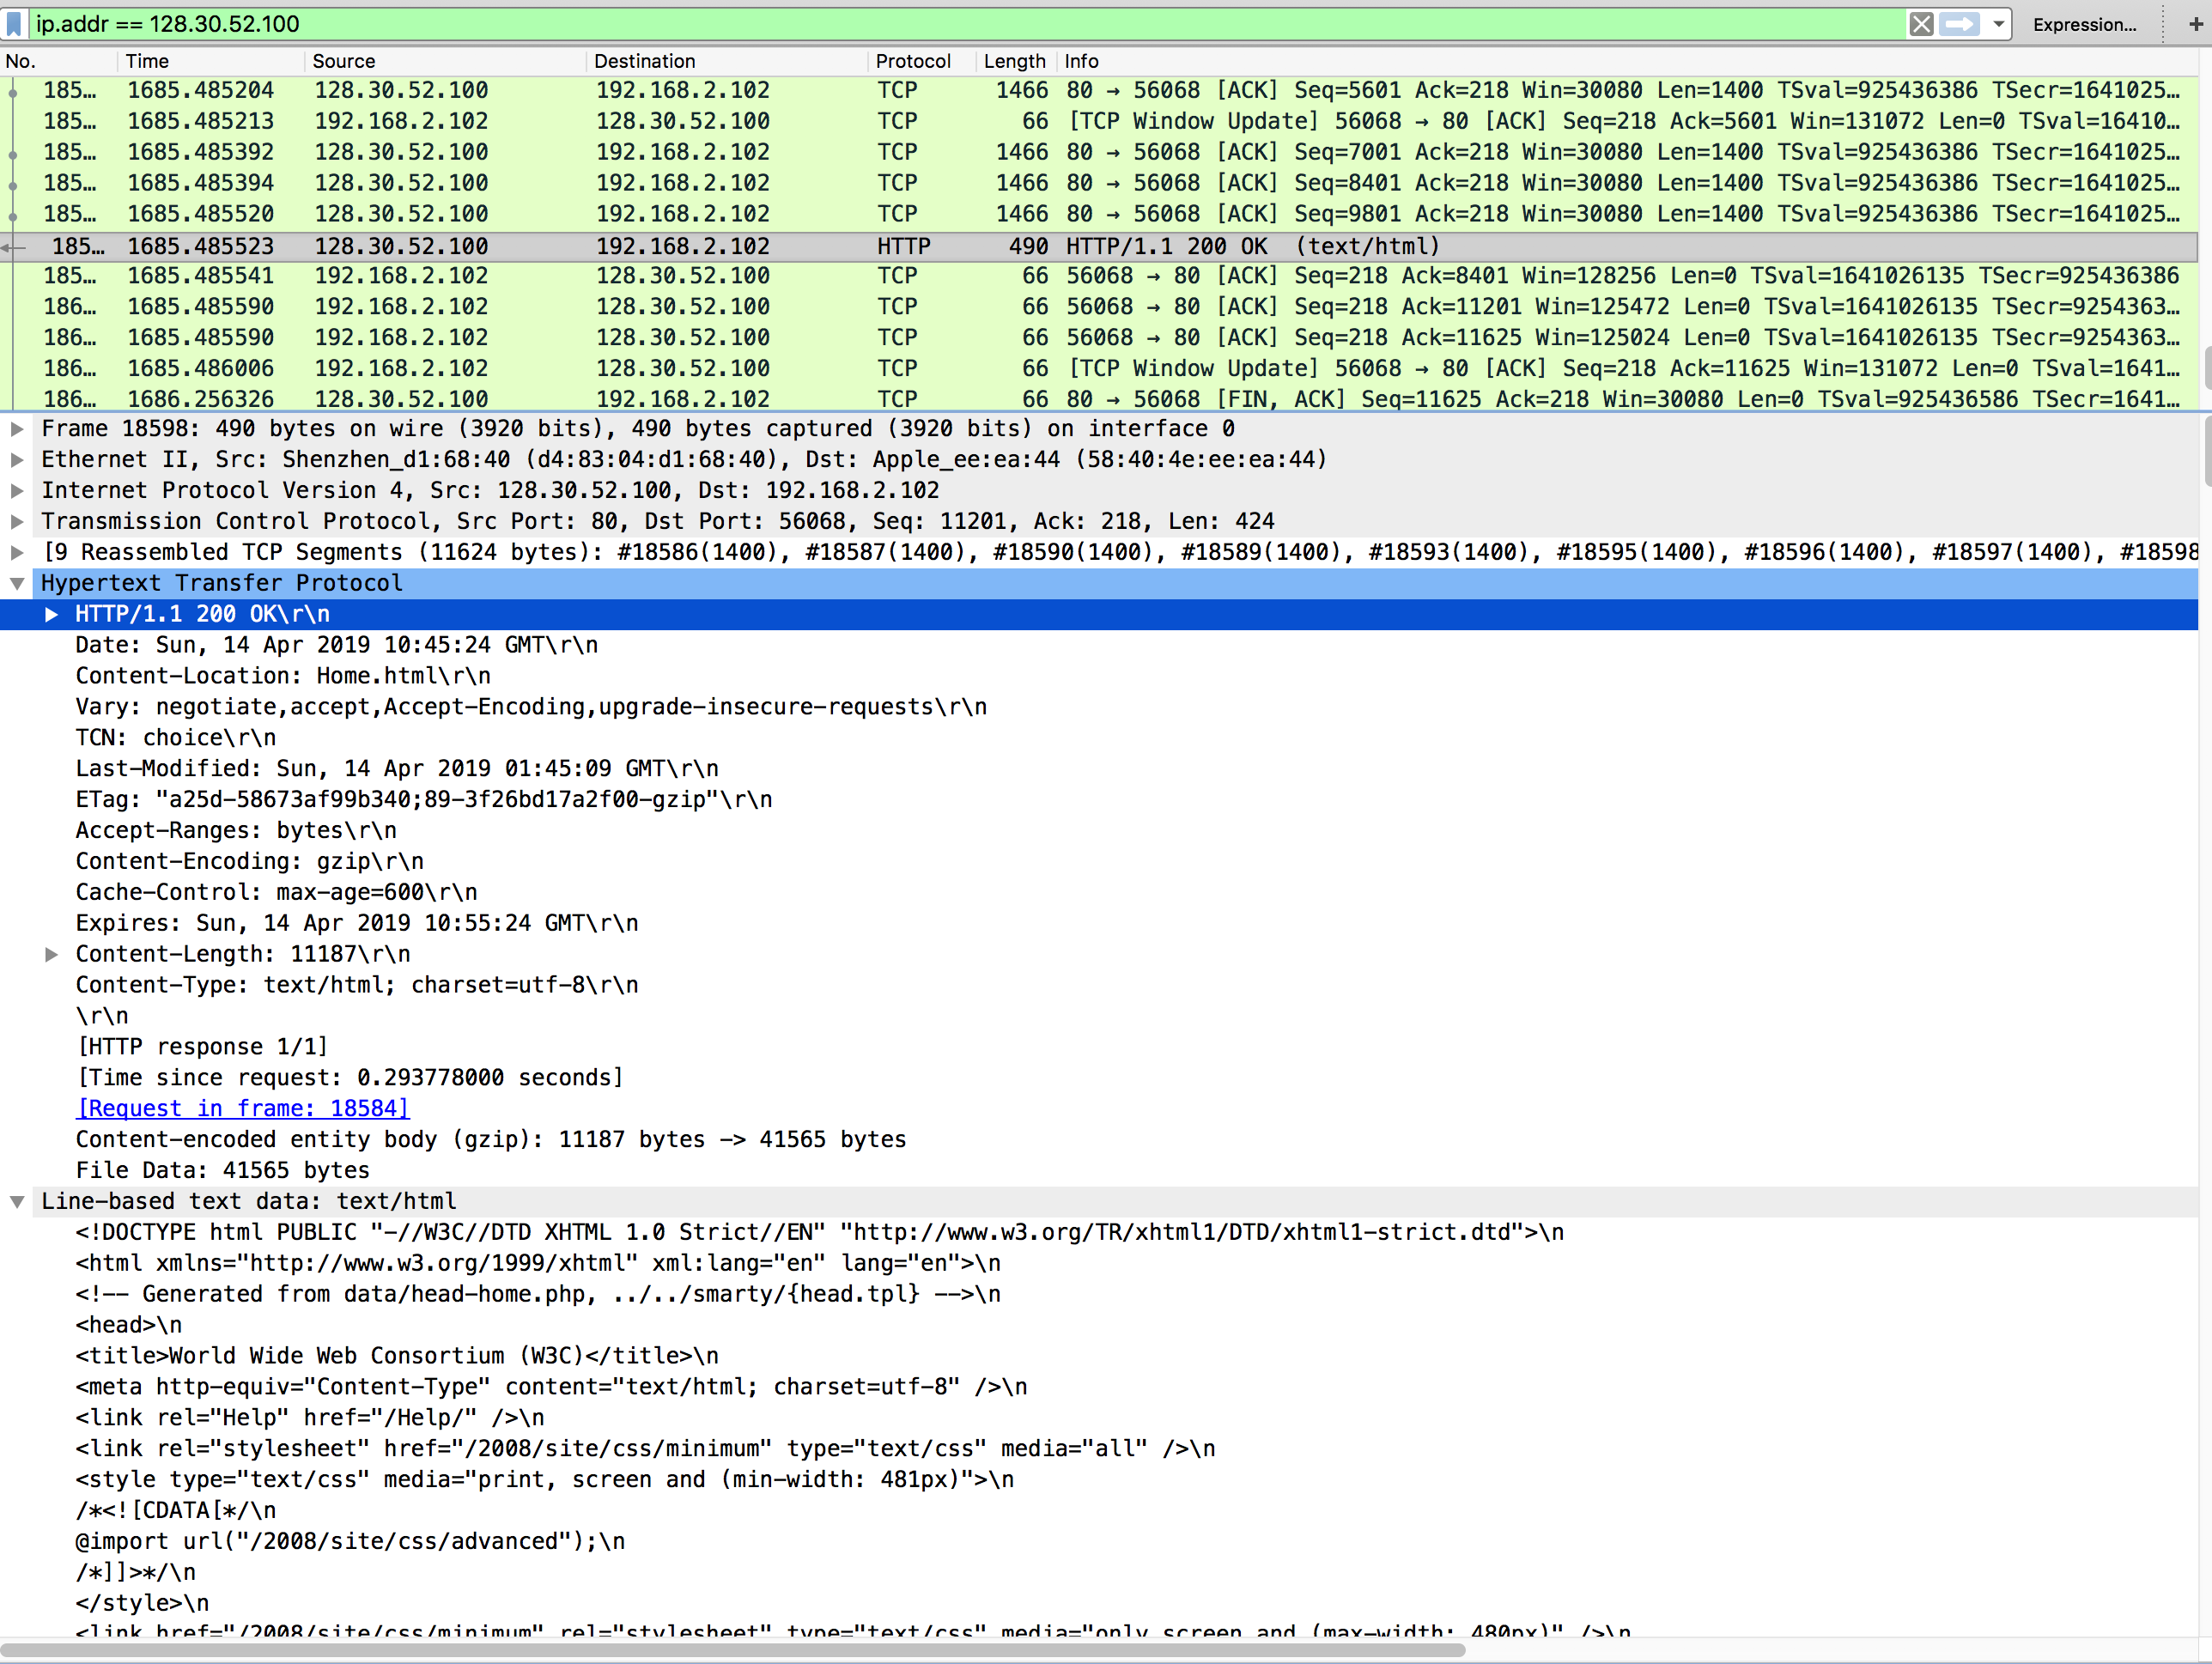 ip.addr == 128.30.52.100 Expression... +
No. Time Source Destination Protocol Length Info
185… 1685.485204 128.30.52.100 192.168.2.102 TCP 1466 80 → 56068 [ACK] Seq=5601 Ack=218 Win=30080 Len=1400 TSval=925436386 TSecr=1641025…
185… 1685.485213 192.168.2.102 128.30.52.100 TCP 66 [TCP Window Update] 56068 → 80 [ACK] Seq=218 Ack=5601 Win=131072 Len=0 TSval=16410…
185… 1685.485392 128.30.52.100 192.168.2.102 TCP 1466 80 → 56068 [ACK] Seq=7001 Ack=218 Win=30080 Len=1400 TSval=925436386 TSecr=1641025…
185… 1685.485394 128.30.52.100 192.168.2.102 TCP 1466 80 → 56068 [ACK] Seq=8401 Ack=218 Win=30080 Len=1400 TSval=925436386 TSecr=1641025…
185… 1685.485520 128.30.52.100 192.168.2.102 TCP 1466 80 → 56068 [ACK] Seq=9801 Ack=218 Win=30080 Len=1400 TSval=925436386 TSecr=1641025…
185… 1685.485523 128.30.52.100 192.168.2.102 HTTP 490 HTTP/1.1 200 OK (text/html)
185… 1685.485541 192.168.2.102 128.30.52.100 TCP 66 56068 → 80 [ACK] Seq=218 Ack=8401 Win=128256 Len=0 TSval=1641026135 TSecr=925436386
186… 1685.485590 192.168.2.102 128.30.52.100 TCP 66 56068 → 80 [ACK] Seq=218 Ack=11201 Win=125472 Len=0 TSval=1641026135 TSecr=9254363…
186… 1685.485590 192.168.2.102 128.30.52.100 TCP 66 56068 → 80 [ACK] Seq=218 Ack=11625 Win=125024 Len=0 TSval=1641026135 TSecr=9254363…
186… 1685.486006 192.168.2.102 128.30.52.100 TCP 66 [TCP Window Update] 56068 → 80 [ACK] Seq=218 Ack=11625 Win=131072 Len=0 TSval=1641…
186… 1686.256326 128.30.52.100 192.168.2.102 TCP 66 80 → 56068 [FIN, ACK] Seq=11625 Ack=218 Win=30080 Len=0 TSval=925436586 TSecr=1641…
Frame 18598: 490 bytes on wire (3920 bits), 490 bytes captured (3920 bits) on interface 0
Ethernet II, Src: Shenzhen_d1:68:40 (d4:83:04:d1:68:40), Dst: Apple_ee:ea:44 (58:40:4e:ee:ea:44)
Internet Protocol Version 4, Src: 128.30.52.100, Dst: 192.168.2.102
Transmission Control Protocol, Src Port: 80, Dst Port: 56068, Seq: 11201, Ack: 218, Len: 424
[9 Reassembled TCP Segments (11624 bytes): #18586(1400), #18587(1400), #18590(1400), #18589(1400), #18593(1400), #18595(1400), #18596(1400), #18597(1400), #18598
Hypertext Transfer Protocol
HTTP/1.1 200 OK\r\n
Date: Sun, 14 Apr 2019 10:45:24 GMT\r\n
Content-Location: Home.html\r\n
Vary: negotiate,accept,Accept-Encoding,upgrade-insecure-requests\r\n
TCN: choice\r\n
Last-Modified: Sun, 14 Apr 2019 01:45:09 GMT\r\n
ETag: "a25d-58673af99b340;89-3f26bd17a2f00-gzip"\r\n
Accept-Ranges: bytes\r\n
Content-Encoding: gzip\r\n
Cache-Control: max-age=600\r\n
Expires: Sun, 14 Apr 2019 10:55:24 GMT\r\n
Content-Length: 11187\r\n
Content-Type: text/html; charset=utf-8\r\n
\r\n
[HTTP response 1/1]
[Time since request: 0.293778000 seconds]
[Request in frame: 18584]
Content-encoded entity body (gzip): 11187 bytes -> 41565 bytes
File Data: 41565 bytes
Line-based text data: text/html
<!DOCTYPE html PUBLIC "-//W3C//DTD XHTML 1.0 Strict//EN" "http://www.w3.org/TR/xhtml1/DTD/xhtml1-strict.dtd">\n
<html xmlns="http://www.w3.org/1999/xhtml" xml:lang="en" lang="en">\n
<!-- Generated from data/head-home.php, ../../smarty/{head.tpl} -->\n
<head>\n
<title>World Wide Web Consortium (W3C)</title>\n
<meta http-equiv="Content-Type" content="text/html; charset=utf-8" />\n
<link rel="Help" href="/Help/" />\n
<link rel="stylesheet" href="/2008/site/css/minimum" type="text/css" media="all" />\n
<style type="text/css" media="print, screen and (min-width: 481px)">\n
/*<![CDATA[*/\n
@import url("/2008/site/css/advanced");\n
/*]]>*/\n
</style>\n
<link href="/2008/site/css/minimum" rel="stylesheet" type="text/css" media="only screen and (max-width: 480px)" />\n